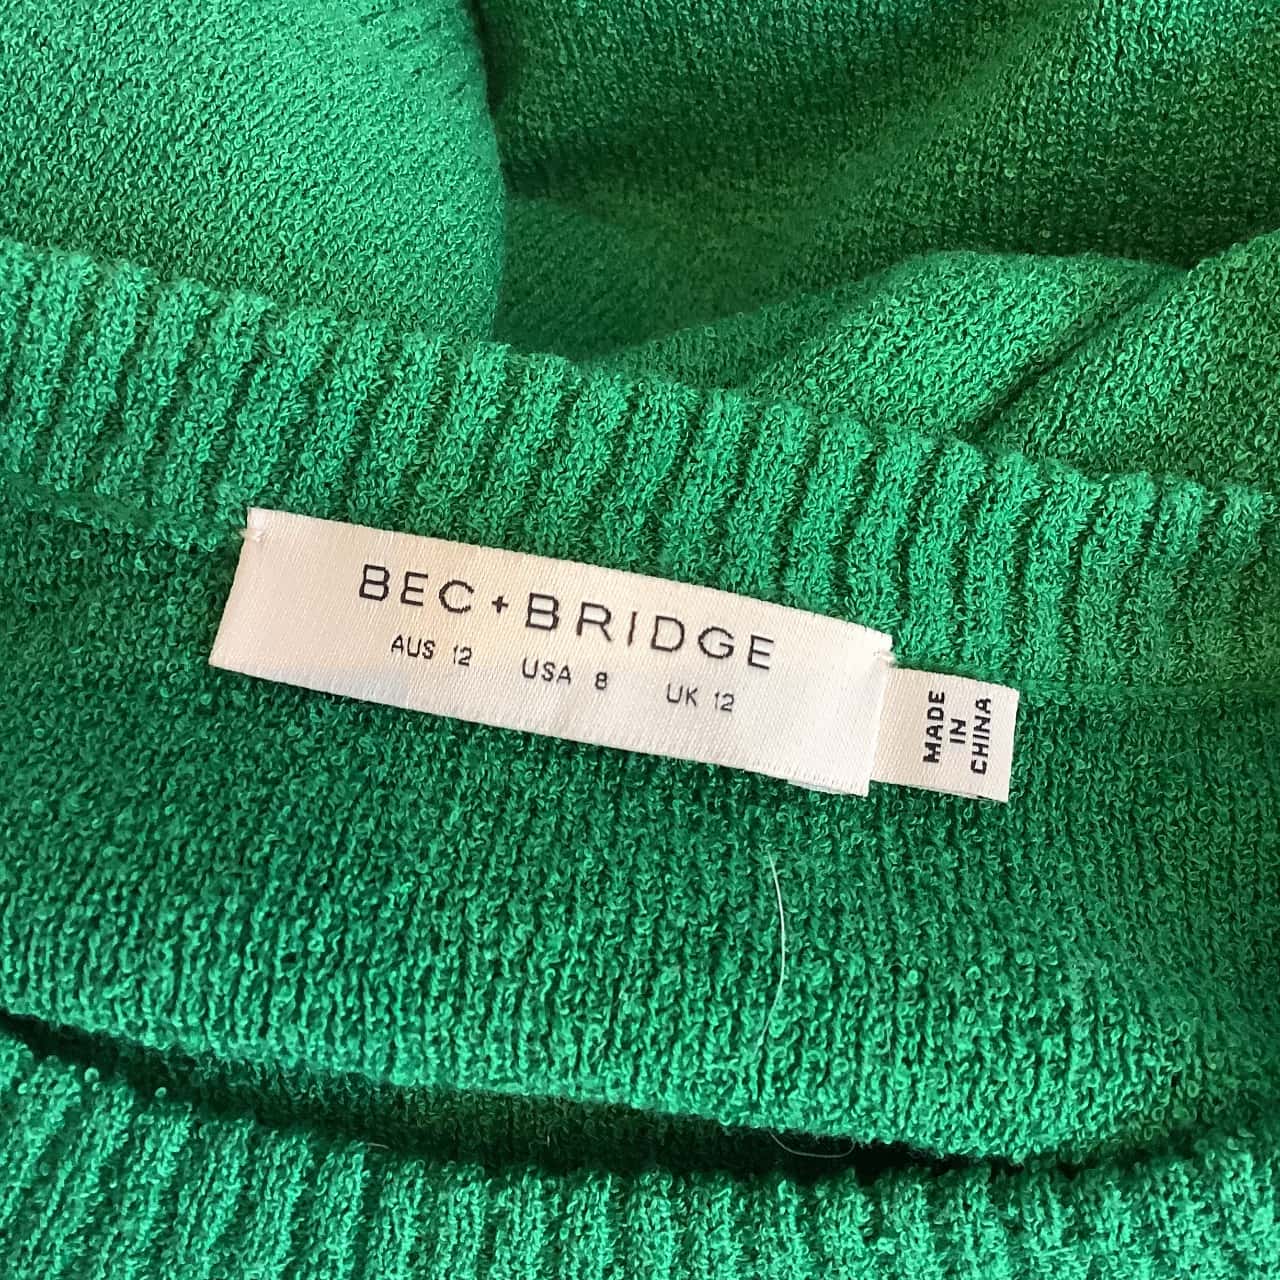 BEC + BRIDGE
AUS 12 USA 8 UK 12
MADE
IN
CHINA